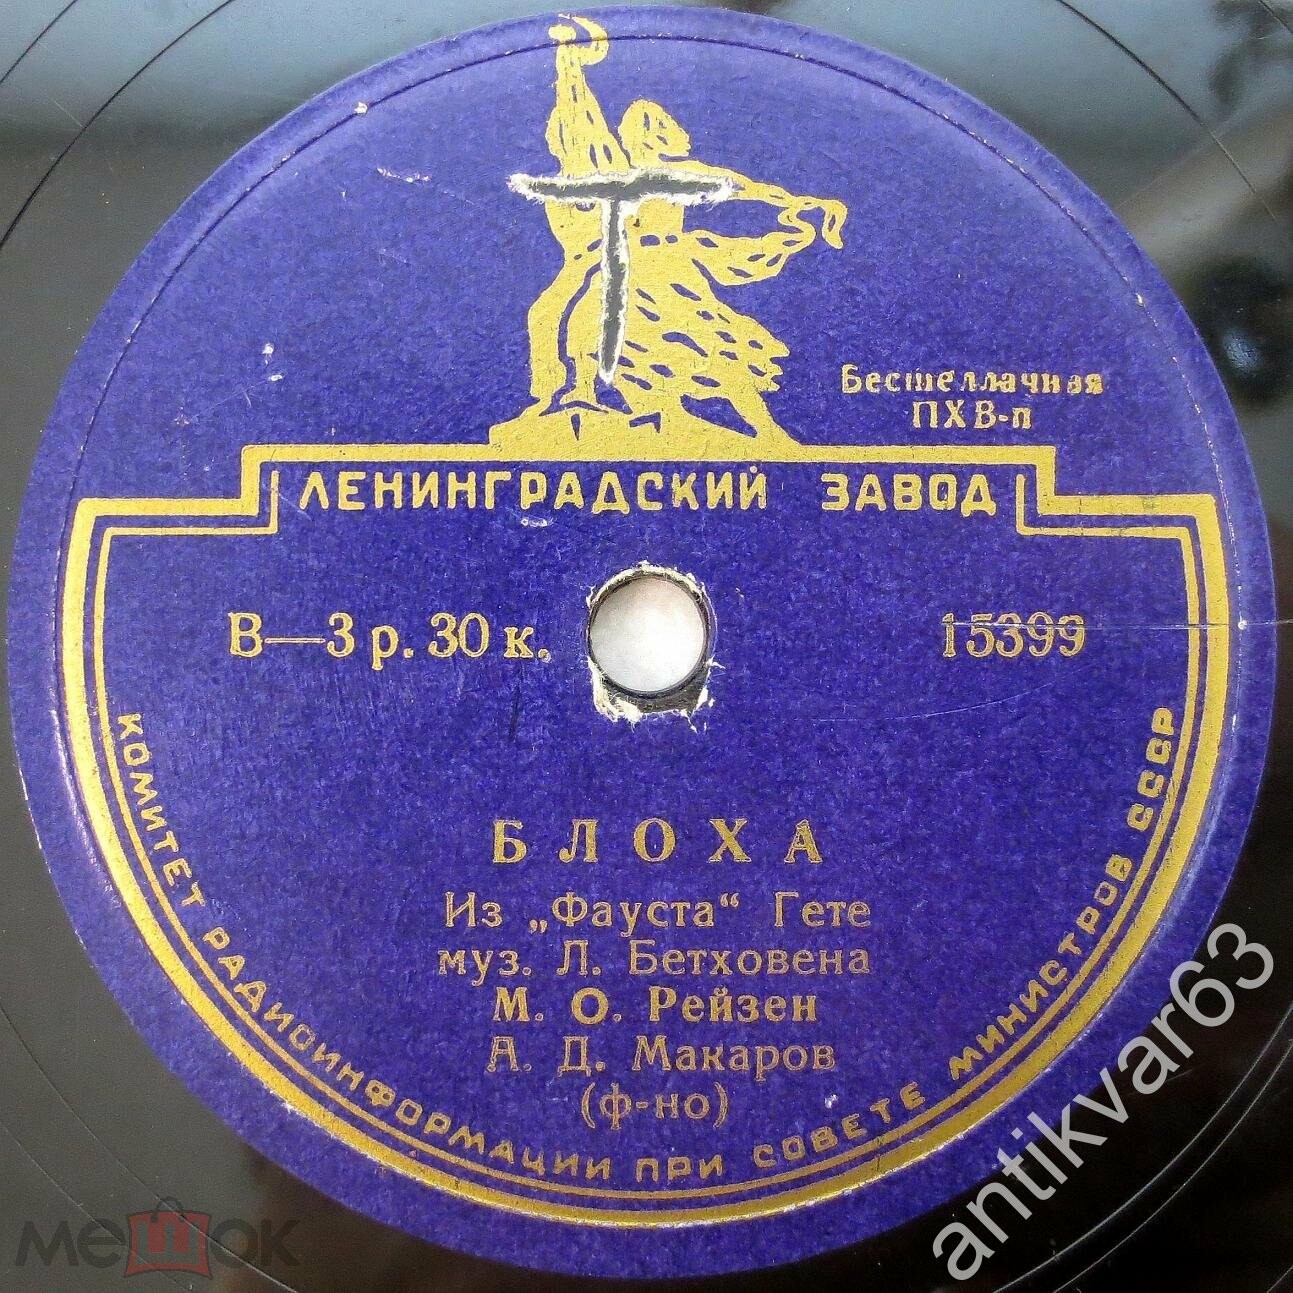 Бесшеллачная
ПХВ-п
ЛЕНИНГРАДСКИЙ ЗАВОД
В—3 р. 30 к.
15399
БЛОХА
Из „Фауста“ Гете
муз. Л. Бетховена
М. О. Рейзен
А. Д. Макаров
(ф-но)
КОМИТЕТ РАДИОИНФОРМАЦИИ ПРИ СОВЕТЕ МИНИСТРОВ СССР
мешок
antikvar63